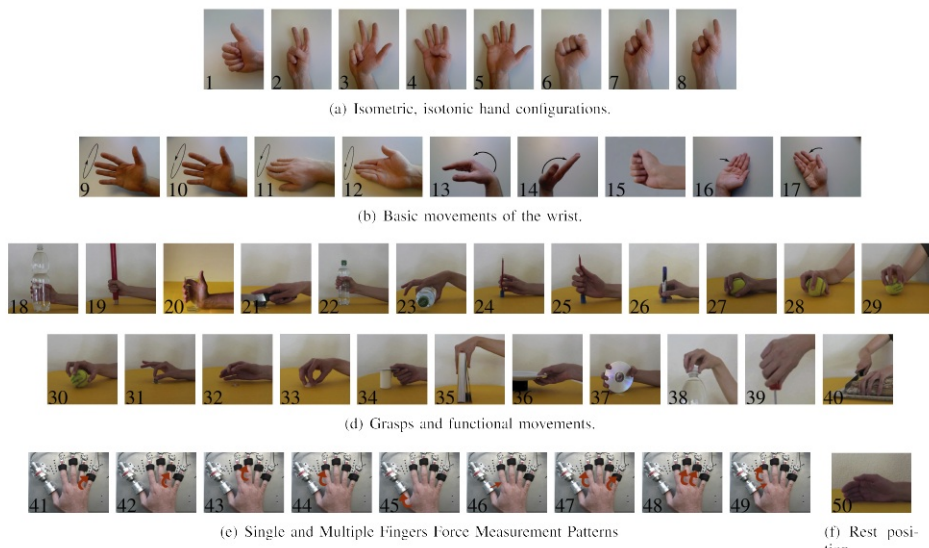 1 2 3 4 5 6 7 8
(a) Isometric, isotonic hand configurations.
9 10 11 12 13 14 15 16 17
(b) Basic movements of the wrist.
18 19 20 21 22 23 24 25 26 27 28 29
30 31 32 33 34 35 36 37 38 39 40
(d) Grasps and functional movements.
41 42 43 44 45 46 47 48 49 50
(e) Single and Multiple Fingers Force Measurement Patterns (f) Rest posi-